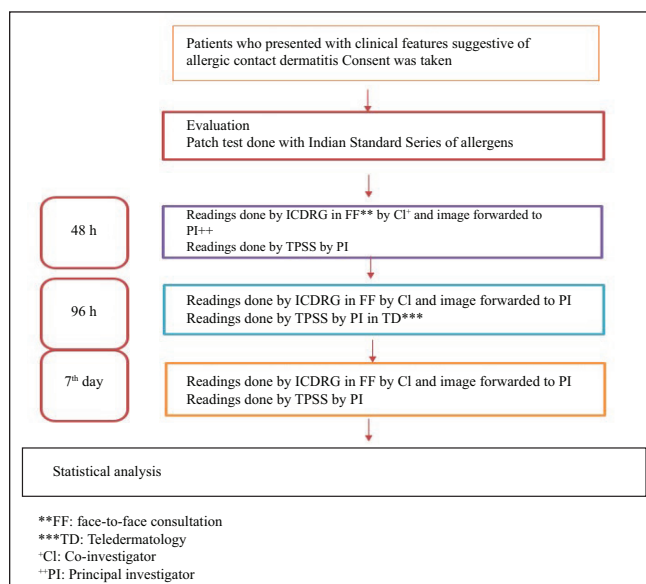 Patients who presented with clinical features suggestive of
allergic contact dermatitis Consent was taken
Evaluation
Patch test done with Indian Standard Series of allergens
48 h
Readings done by ICDRG in FF** by Cl⁺ and image forwarded to
PI++
Readings done by TPSS by PI
96 h
Readings done by ICDRG in FF by Cl and image forwarded to PI
Readings done by TPSS by PI in TD***
7ᵗʰ day
Readings done by ICDRG in FF by Cl and image forwarded to PI
Readings done by TPSS by PI
Statistical analysis
**FF: face-to-face consultation
***TD: Teledermatology
⁺Cl: Co-investigator
⁺⁺PI: Principal investigator